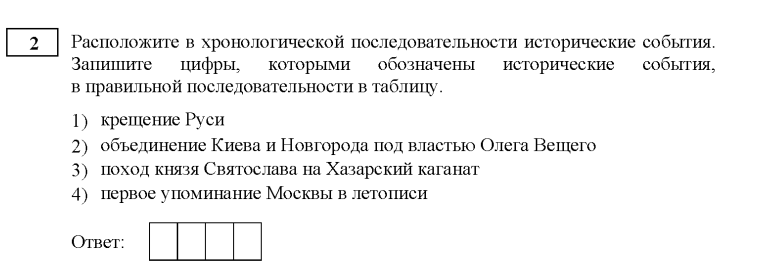 2
Расположите в хронологической последовательности исторические события.
Запишите цифры, которыми обозначены исторические события,
в правильной последовательности в таблицу.
1) крещение Руси
2) объединение Киева и Новгорода под властью Олега Вещего
3) поход князя Святослава на Хазарский каганат
4) первое упоминание Москвы в летописи
Ответ: